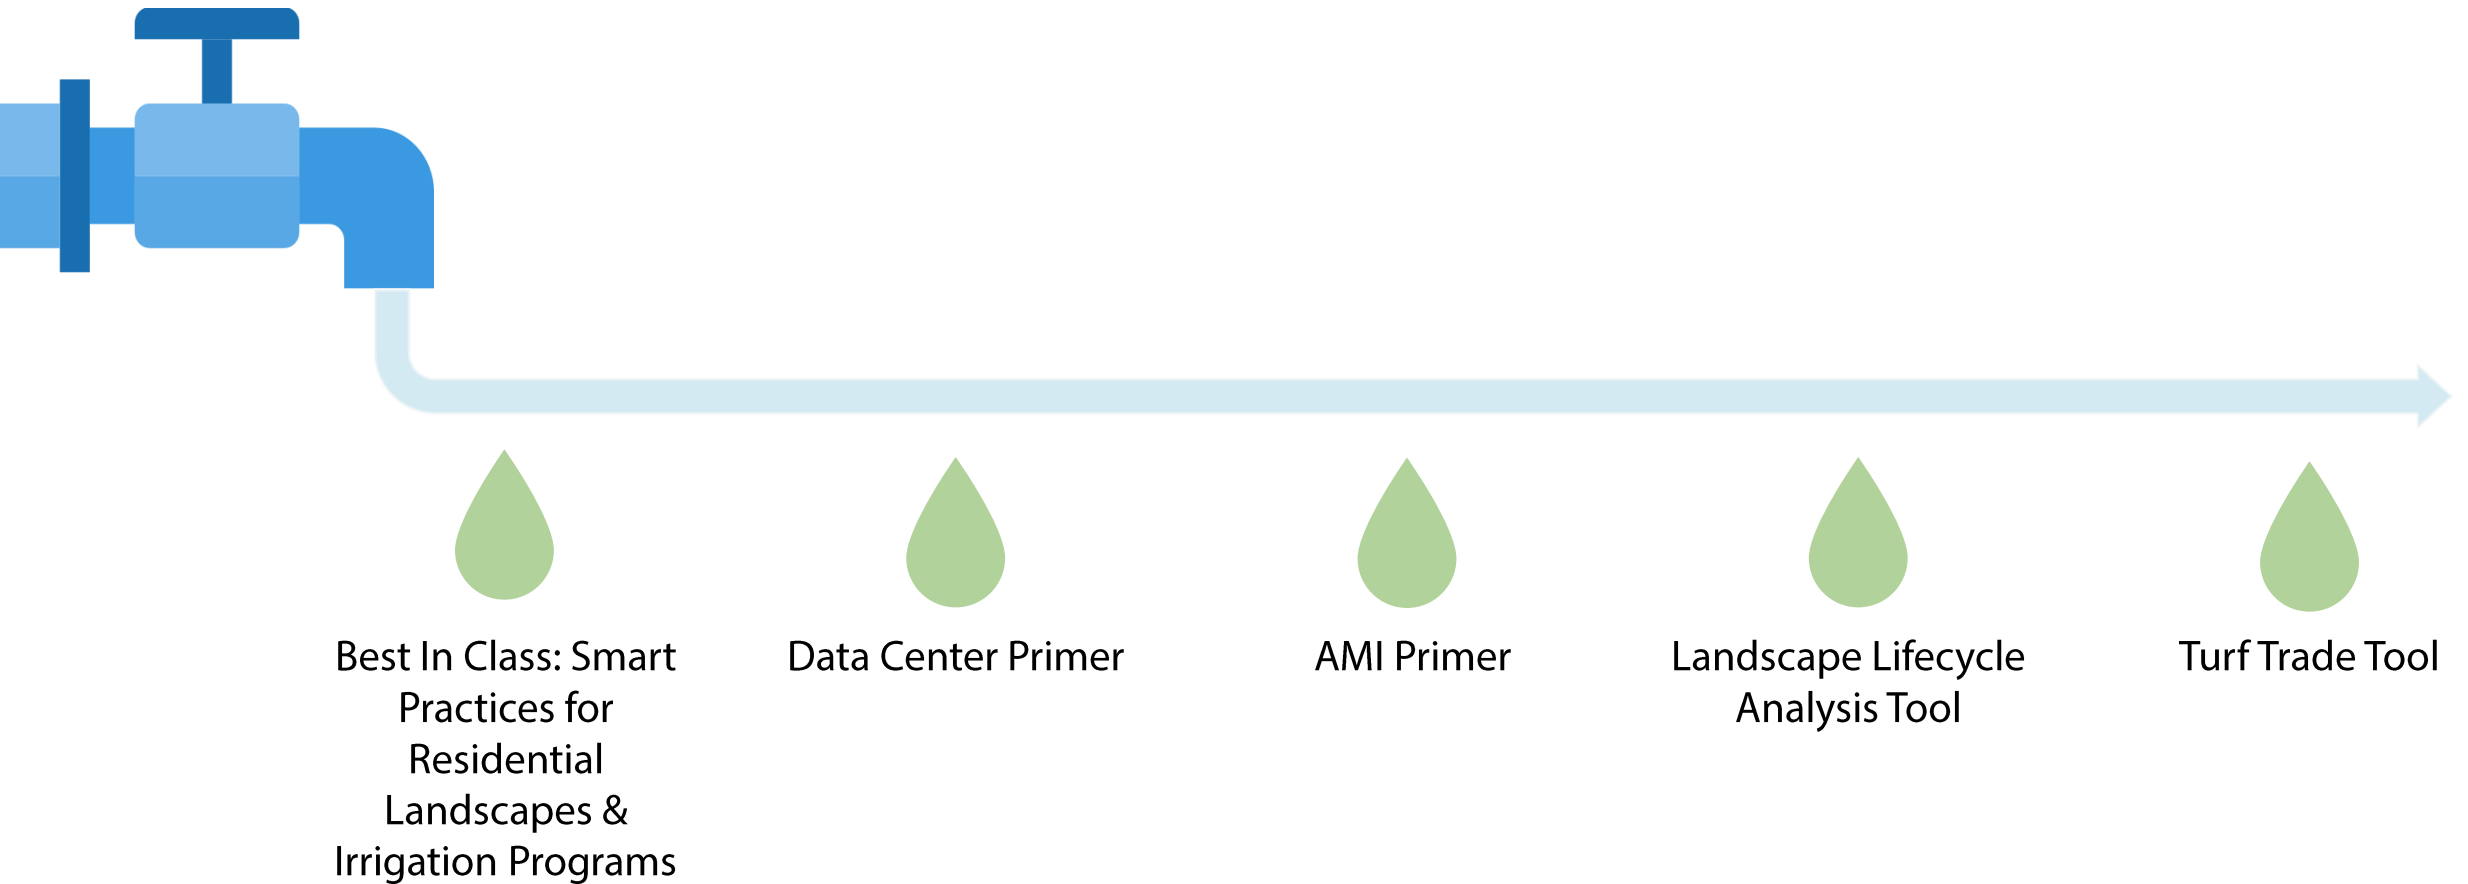 Best In Class: Smart
Practices for
Residential
Landscapes &
Irrigation Programs
Data Center Primer
AMI Primer
Landscape Lifecycle
Analysis Tool
Turf Trade Tool